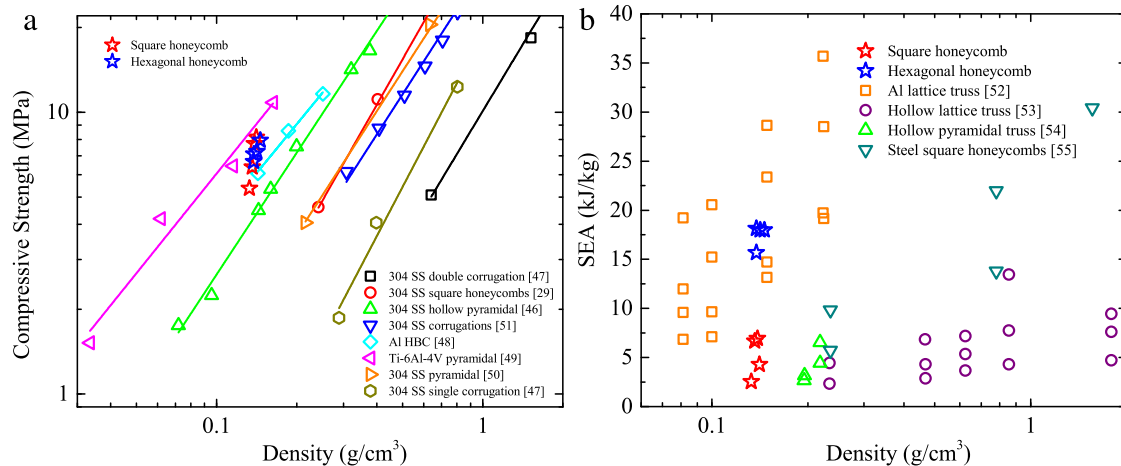 a
Square honeycomb
Hexagonal honeycomb
10
1
Compressive Strength (MPa)
304 SS double corrugation [47]
304 SS square honeycombs [29]
304 SS hollow pyramidal [46]
304 SS corrugations [51]
Al HBC [48]
Ti-6Al-4V pyramidal [49]
304 SS pyramidal [50]
304 SS single corrugation [47]
0.1 1
Density (g/cm³)
b
40
35
30
25
20
15
10
5
0
SEA (kJ/kg)
Square honeycomb
Hexagonal honeycomb
Al lattice truss [52]
Hollow lattice truss [53]
Hollow pyramidal truss [54]
Steel square honeycombs [55]
0.1 1
Density (g/cm³)